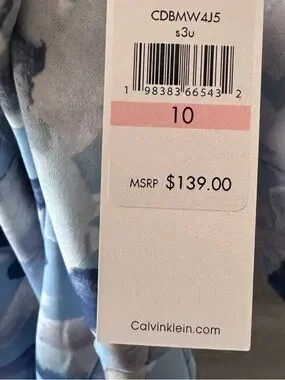 CDBMW4J5
s3u
1 98383 66543 2
10
MSRP $139.00
Calvinklein.com